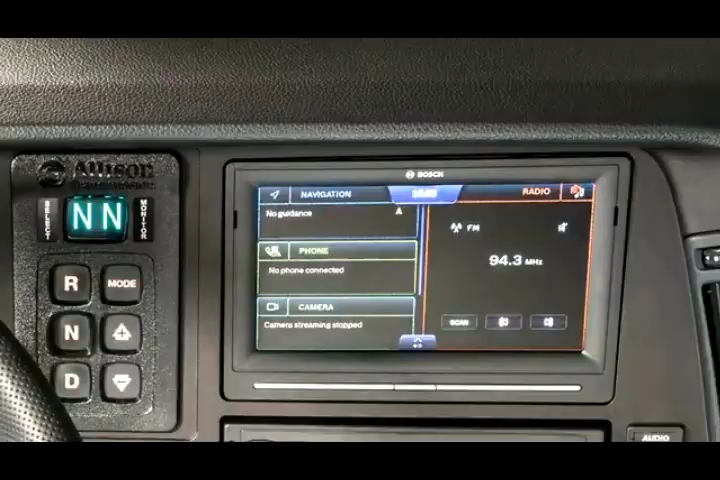 Allison
SELECT
N N
MONITOR
R
MODE
N
D
BOSCH
NAVIGATION
RADIO
No guidance
FM
PHONE
94.3 MHz
No phone connected
CAMERA
Camera streaming stopped
SCAN
AUDIO